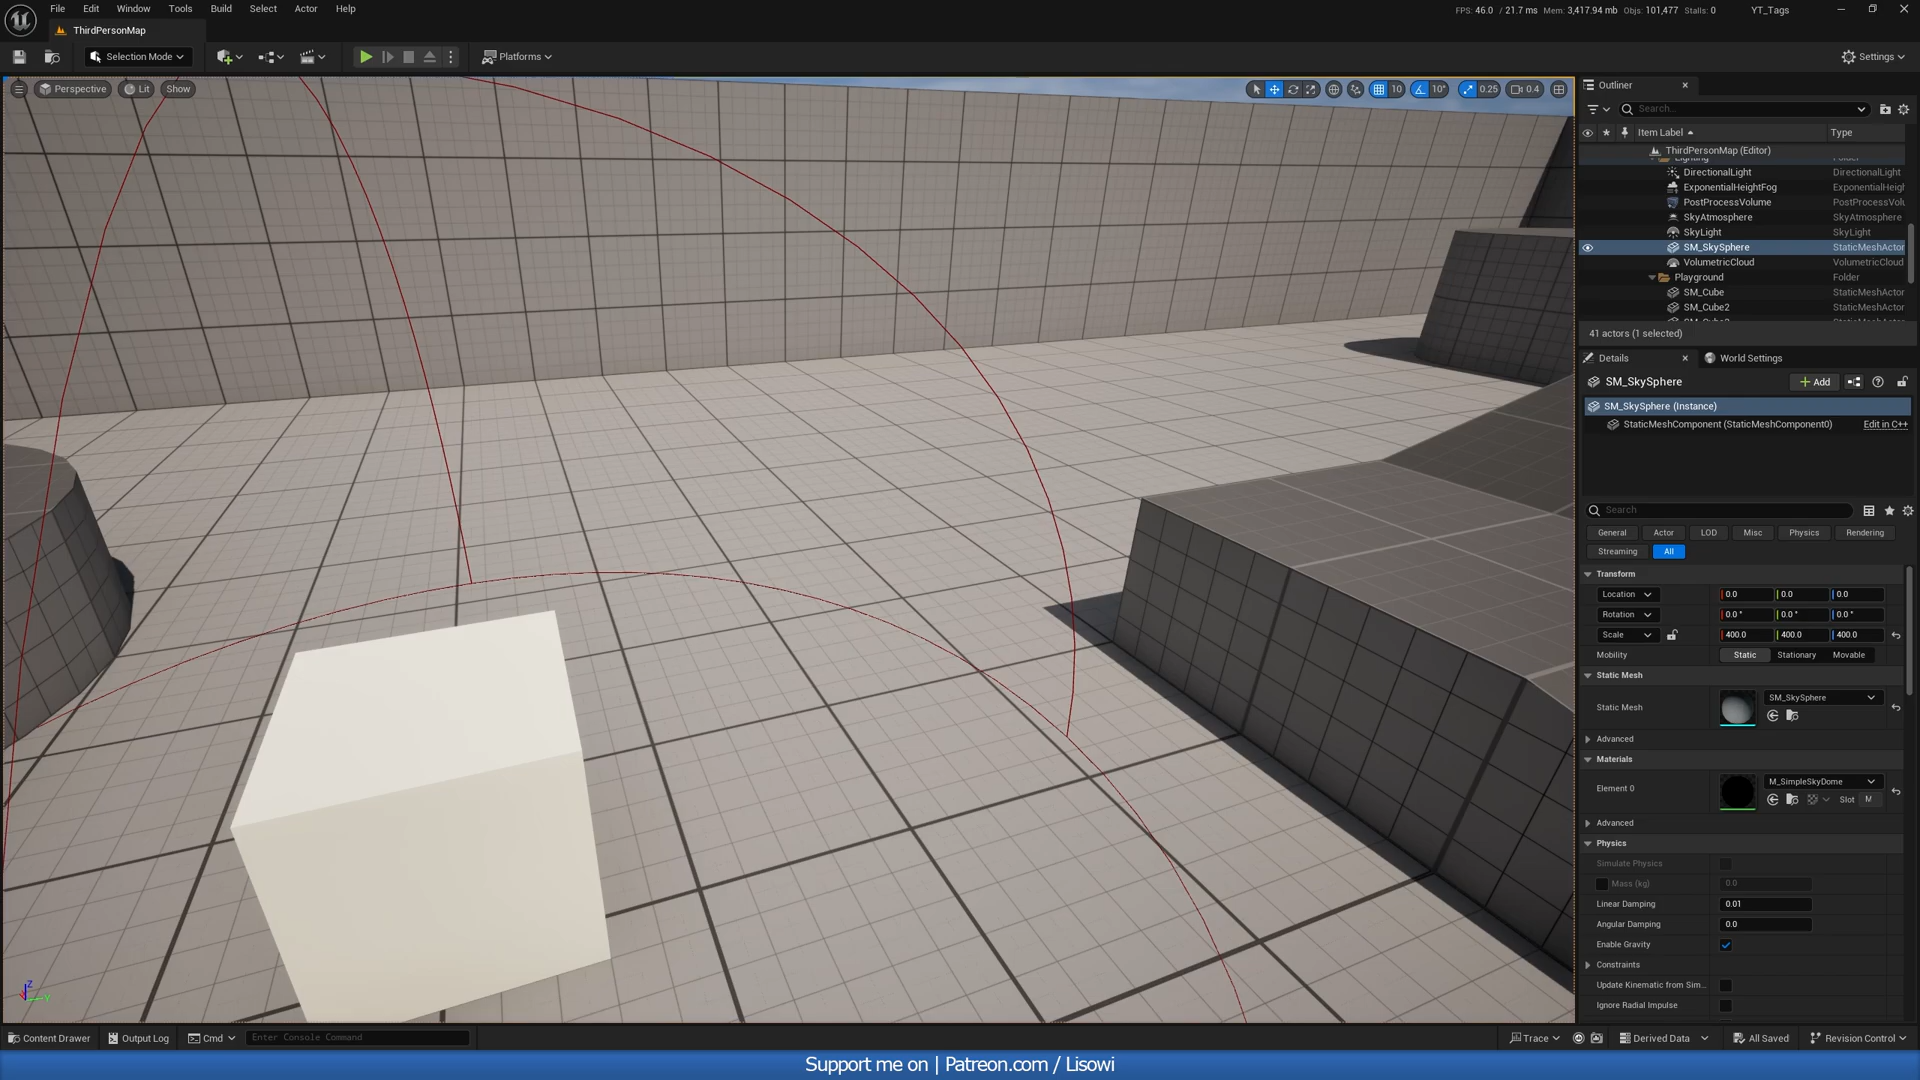 File Edit Window Tools Build Select Actor Help
FPS: 46.0 / 21.7 ms Mem: 3,417.94 mb Objs: 101,477 Stalls: 0 YT_Tags
ThirdPersonMap
Selection Mode Platforms Settings
Perspective Lit Show 10 10° 0.25 0.4
Outliner
Search...
Item Label Type
ThirdPersonMap (Editor)
Lighting Folder
DirectionalLight DirectionalLight
ExponentialHeightFog ExponentialHeigh
PostProcessVolume PostProcessVolu
SkyAtmosphere SkyAtmosphere
SkyLight SkyLight
SM_SkySphere StaticMeshActor
VolumetricCloud VolumetricCloud
Playground Folder
SM_Cube StaticMeshActor
SM_Cube2 StaticMeshActor
41 actors (1 selected)
Details World Settings
SM_SkySphere Add
SM_SkySphere (Instance)
StaticMeshComponent (StaticMeshComponent0) Edit in C++
Search
General Actor LOD Misc Physics Rendering
Streaming All
Transform
Location 0.0 0.0 0.0
Rotation 0.0 ° 0.0 ° 0.0 °
Scale 400.0 400.0 400.0
Mobility Static Stationary Movable
Static Mesh
Static Mesh SM_SkySphere
Advanced
Materials
Element 0 M_SimpleSkyDome
Slot M
Advanced
Physics
Simulate Physics
Mass (kg) 0.0
Linear Damping 0.01
Angular Damping 0.0
Enable Gravity
Constraints
Update Kinematic from Sim...
Ignore Radial Impulse
Z
Y
Content Drawer Output Log Cmd Enter Console Command Trace Derived Data All Saved Revision Control
Support me on | Patreon.com / Lisowi